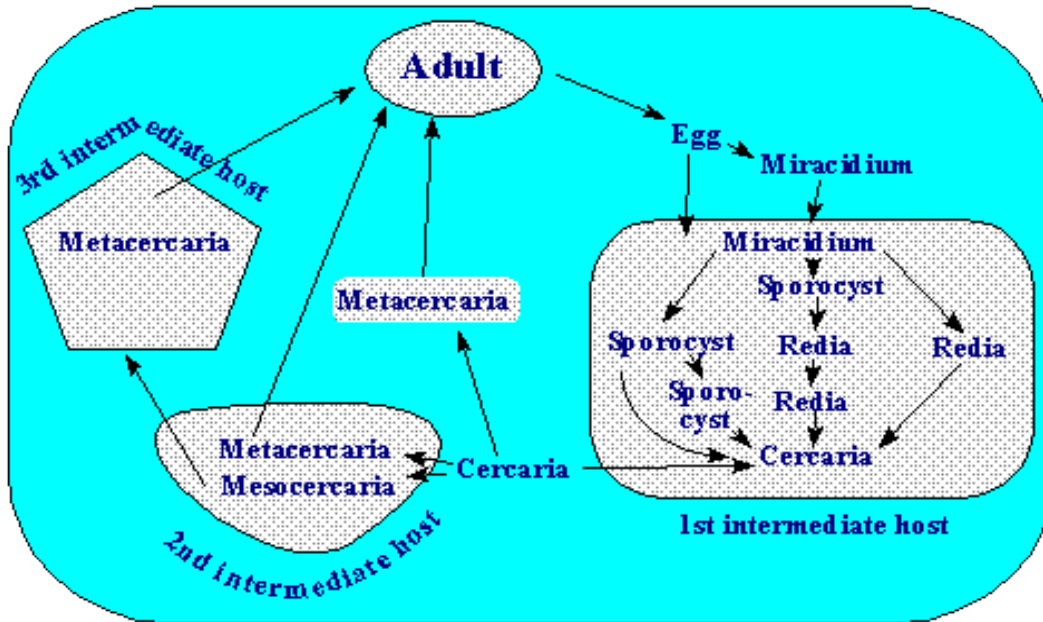 Adult
Egg
Miracidium
3rd intermediate host
Metacercaria
Metacercaria
Miracidium
Sporocyst
Sporocyst
Redia
Redia
Sporo-
cyst
Redia
Cercaria
Metacercaria
Mesocercaria
Cercaria
2nd intermediate host
1st intermediate host